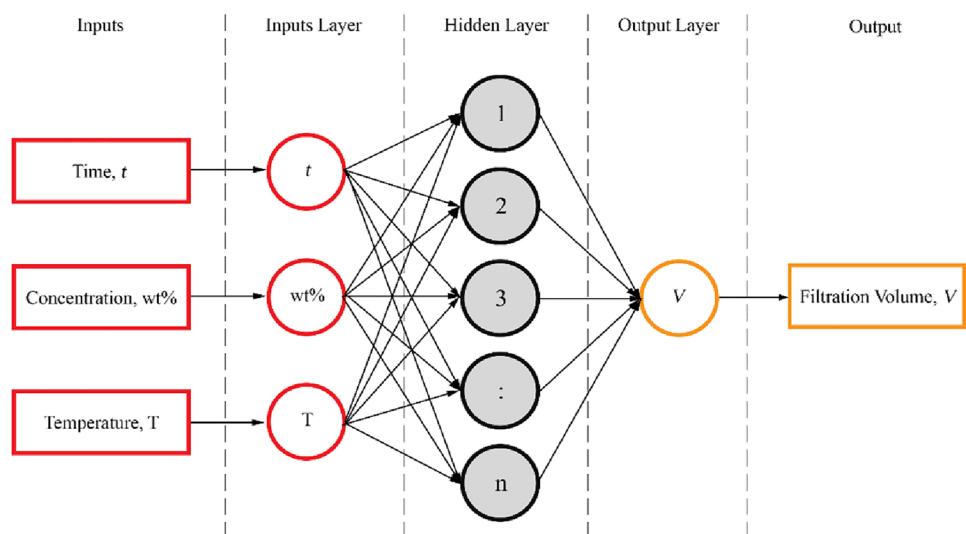 Inputs
Inputs Layer
Hidden Layer
Output Layer
Output
Time, t
t
1
2
Concentration, wt%
wt%
3
V
Filtration Volume, V
:
Temperature, T
T
n